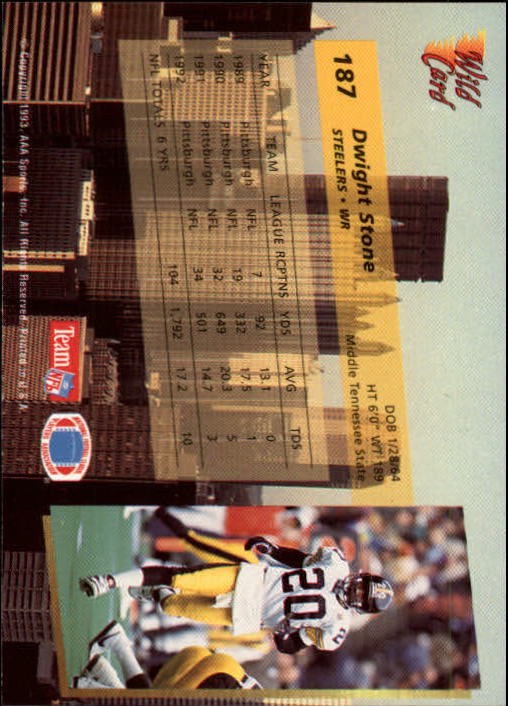 Wild
Card
187 Dwight Stone
STEELERS • WR
DOB 1/28/64
HT 6'0" WT 189
Middle Tennessee State
YEAR TEAM LEAGUE RCPTNS YDS AVG TDS
1989 Pittsburgh NFL 7 92 13.1 0
1990 Pittsburgh NFL 19 332 17.5 1
1991 Pittsburgh NFL 32 649 20.3 5
1992 Pittsburgh NFL 34 501 14.7 3
NFL TOTALS 6 YRS 104 1,792 17.2 10
Team
NFL
20
© Copyright 1993, AAA Sports, Inc. All Rights Reserved. Printed in U.S.A.